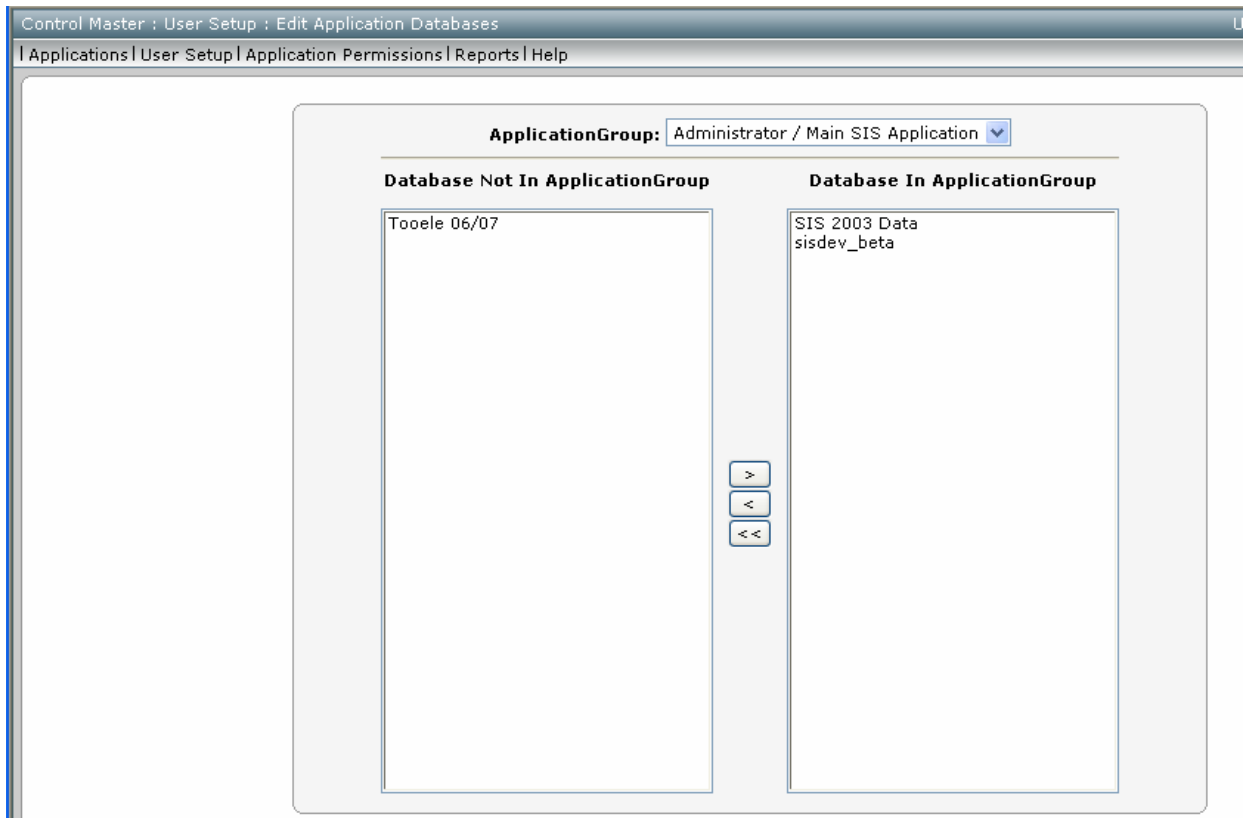 Control Master : User Setup : Edit Application Databases U
| Applications | User Setup | Application Permissions | Reports | Help
ApplicationGroup: Administrator / Main SIS Application
Database Not In ApplicationGroup
Database In ApplicationGroup
Tooele 06/07
SIS 2003 Data
sisdev_beta
>
<
<<